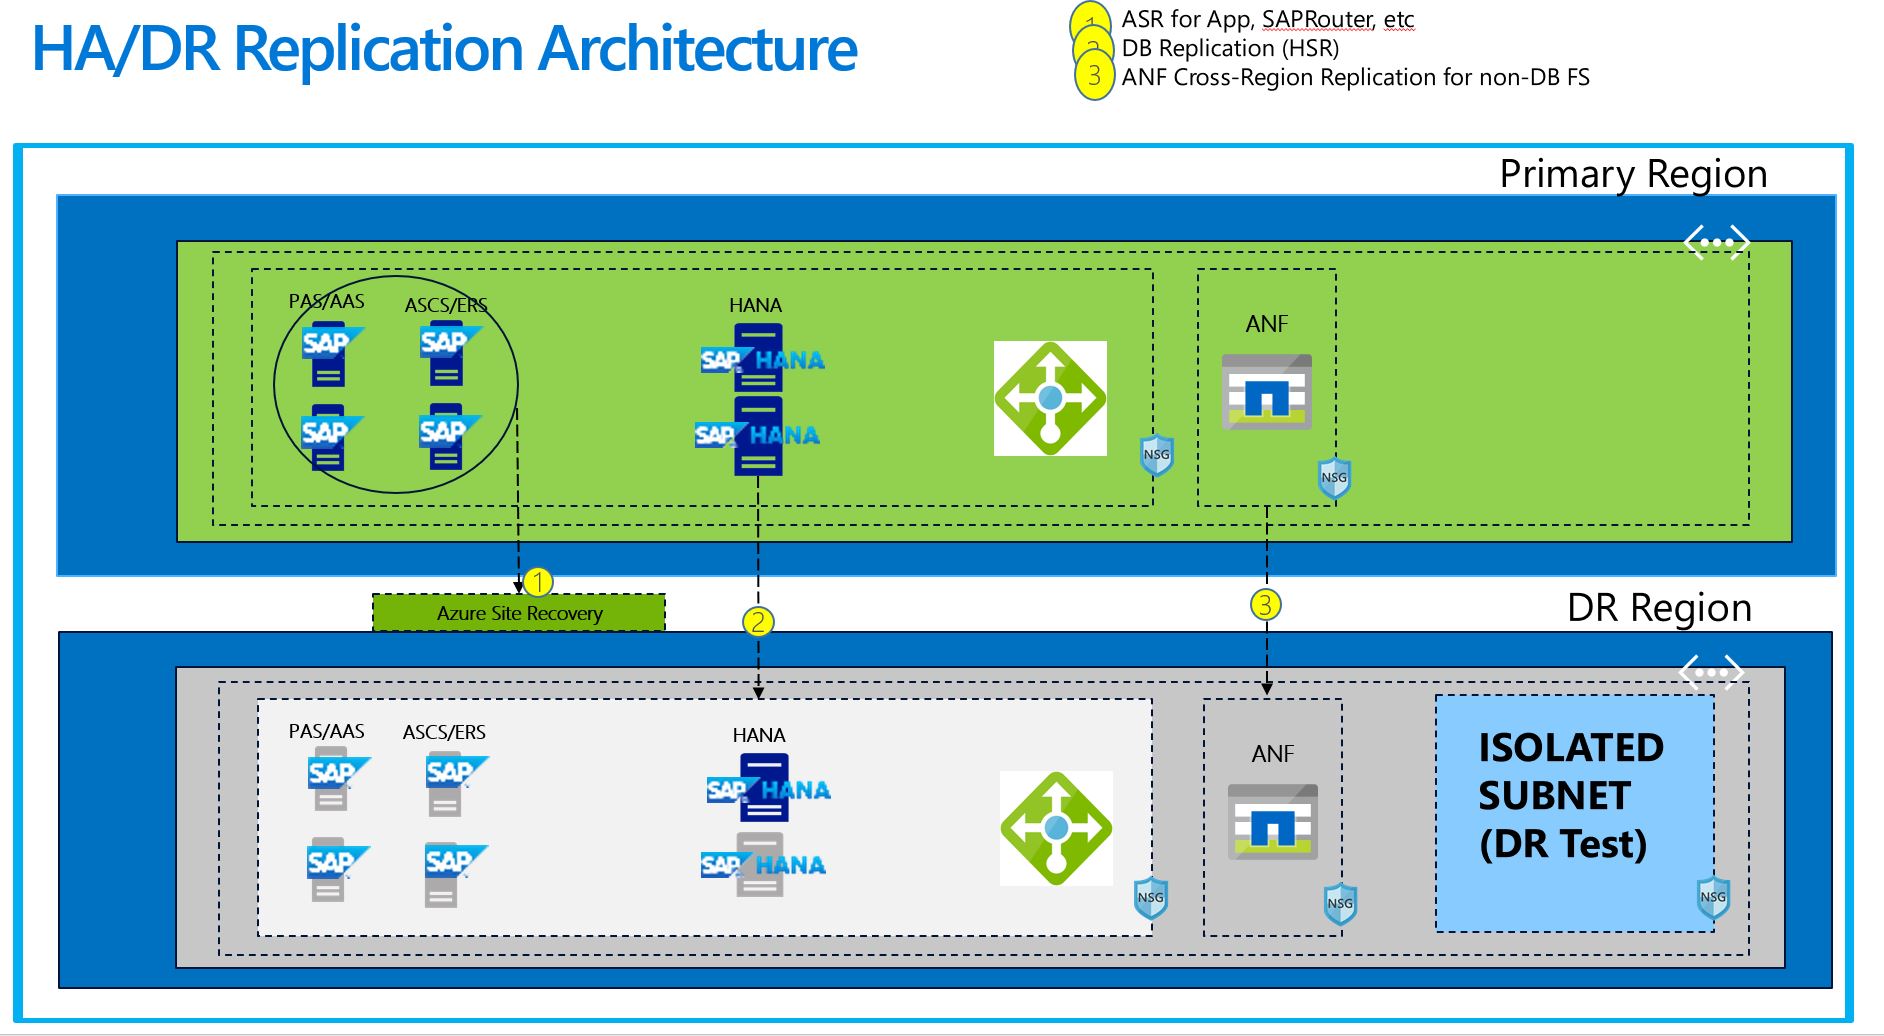 HA/DR Replication Architecture
1 ASR for App, SAPRouter, etc
2 DB Replication (HSR)
3 ANF Cross-Region Replication for non-DB FS
Primary Region
PAS/AAS
ASCS/ERS
HANA
ANF
SAP
SAP
SAP HANA
SAP
SAP
SAP HANA
NSG
NSG
1
Azure Site Recovery
2
3
DR Region
PAS/AAS
ASCS/ERS
HANA
ANF
ISOLATED
SUBNET
(DR Test)
SAP
SAP
SAP HANA
SAP
SAP
SAP HANA
NSG
NSG
NSG